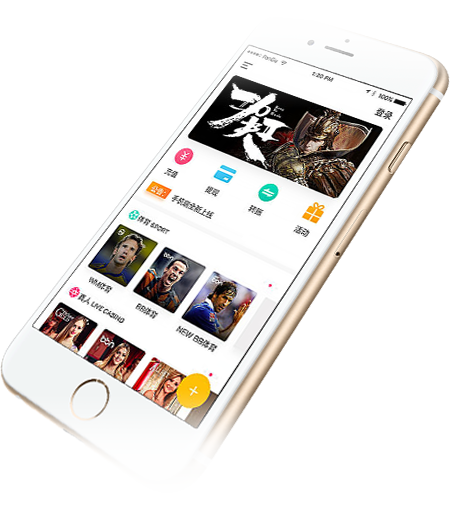 1:20 PM
100%
登录
充值
提现
转账
活动
公告
手机版全新上线
体育 SPORT
WM体育
BB体育
NEW BB体育
真人 LIVE CASINO
bbn